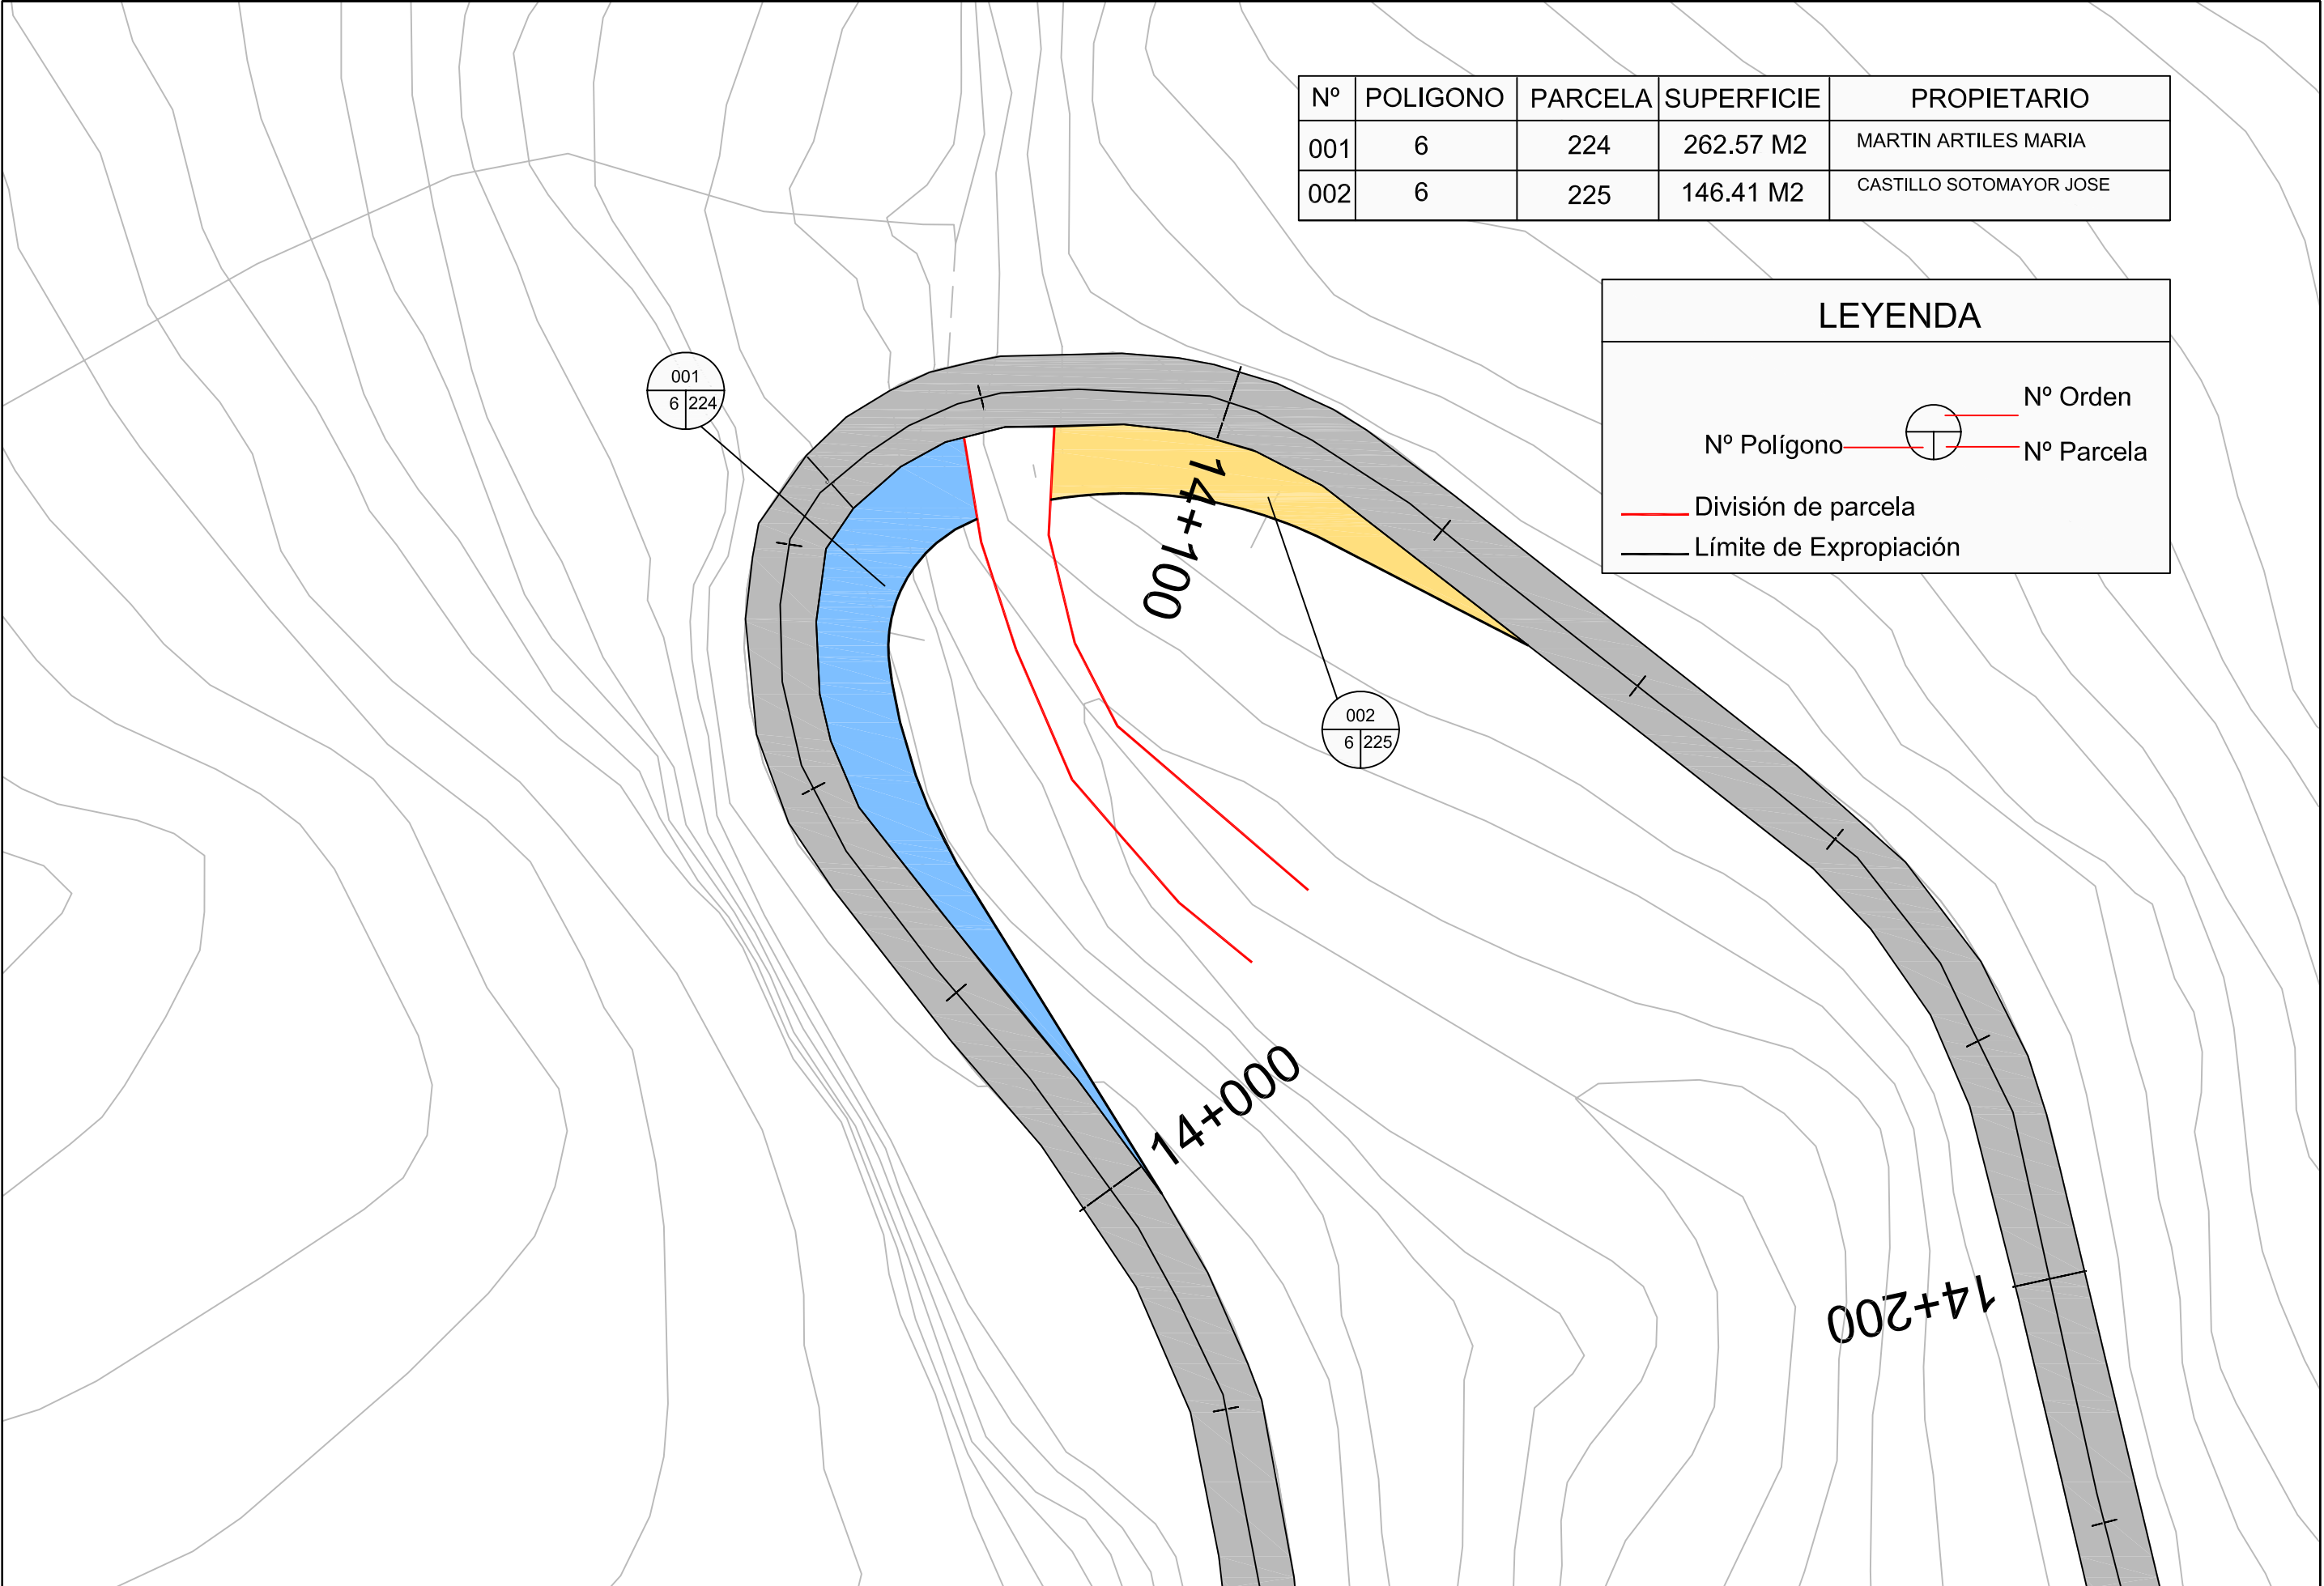 Nº POLIGONO PARCELA SUPERFICIE PROPIETARIO
001 6 224 262.57 M2 MARTIN ARTILES MARIA
002 6 225 146.41 M2 CASTILLO SOTOMAYOR JOSE
LEYENDA
Nº Orden
Nº Polígono
Nº Parcela
División de parcela
Límite de Expropiación
001
6 224
14+100
002
6 225
14+000
14+200